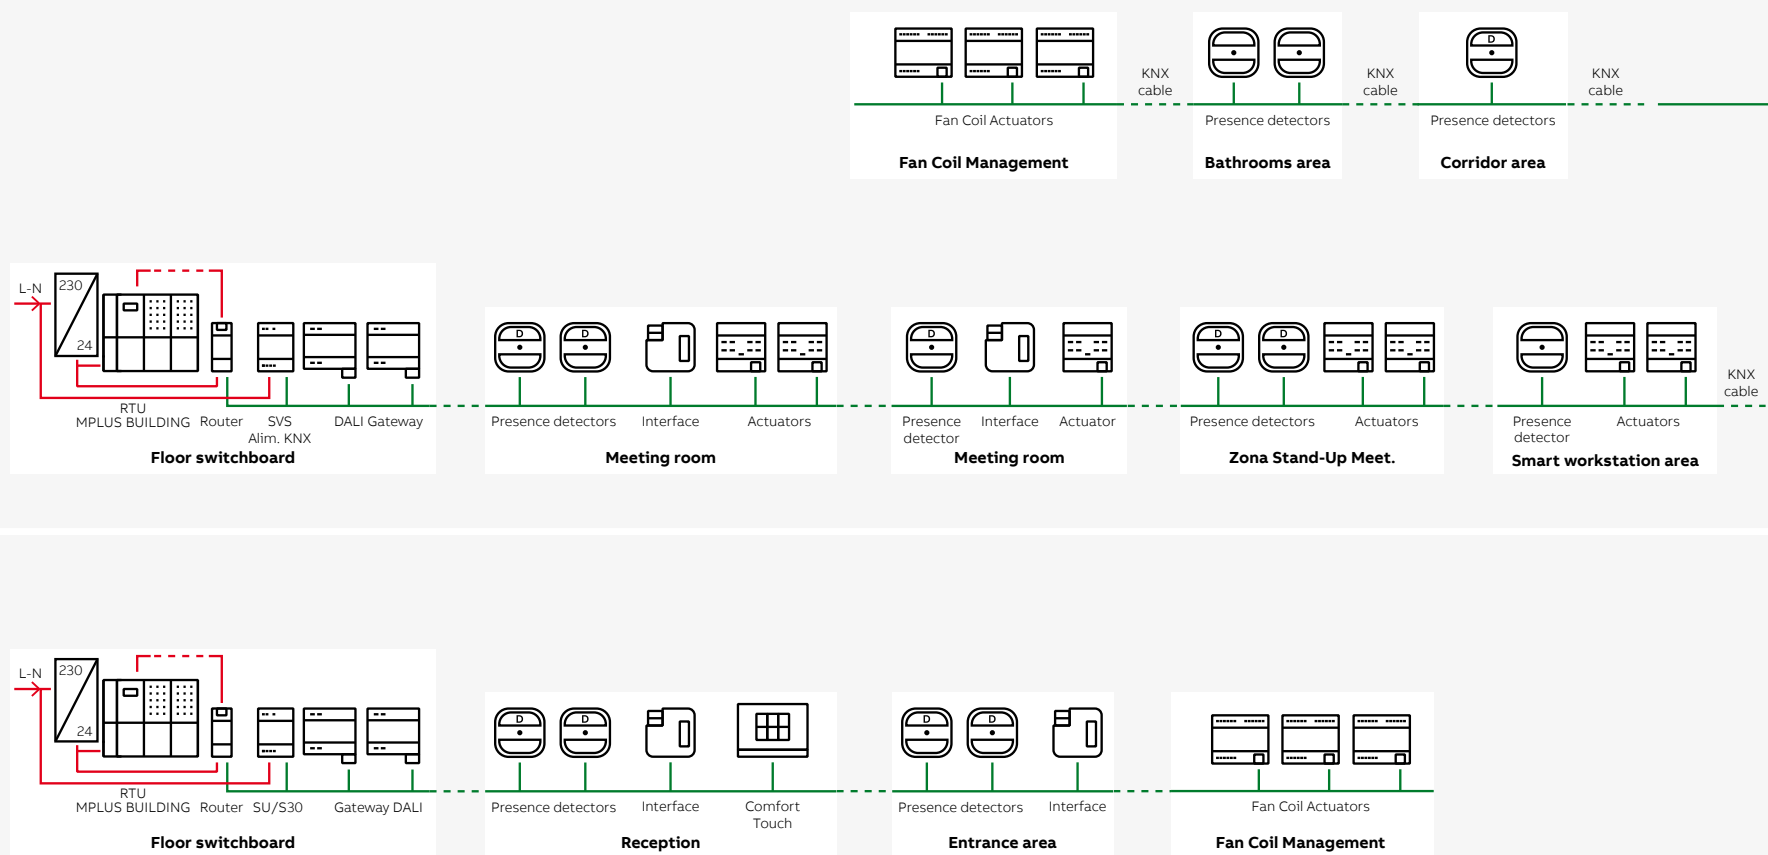 KNX
cable
KNX
cable
KNX
cable
D
Fan Coil Actuators
Presence detectors
Presence detectors
Fan Coil Management
Bathrooms area
Corridor area
L-N
230
24
RTU
MPLUS BUILDING
Router
SVS
Alim. KNX
DALI Gateway
Floor switchboard
D
D
Presence detectors
Interface
Actuators
Meeting room
D
Presence
detector
Interface
Actuator
Meeting room
D
D
Presence detectors
Actuators
Zona Stand-Up Meet.
Presence
detector
Actuators
Smart workstation area
KNX
cable
L-N
230
24
RTU
MPLUS BUILDING
Router
SU/S30
Gateway DALI
Floor switchboard
D
D
Presence detectors
Interface
Comfort
Touch
Reception
D
D
Presence detectors
Interface
Entrance area
Fan Coil Actuators
Fan Coil Management